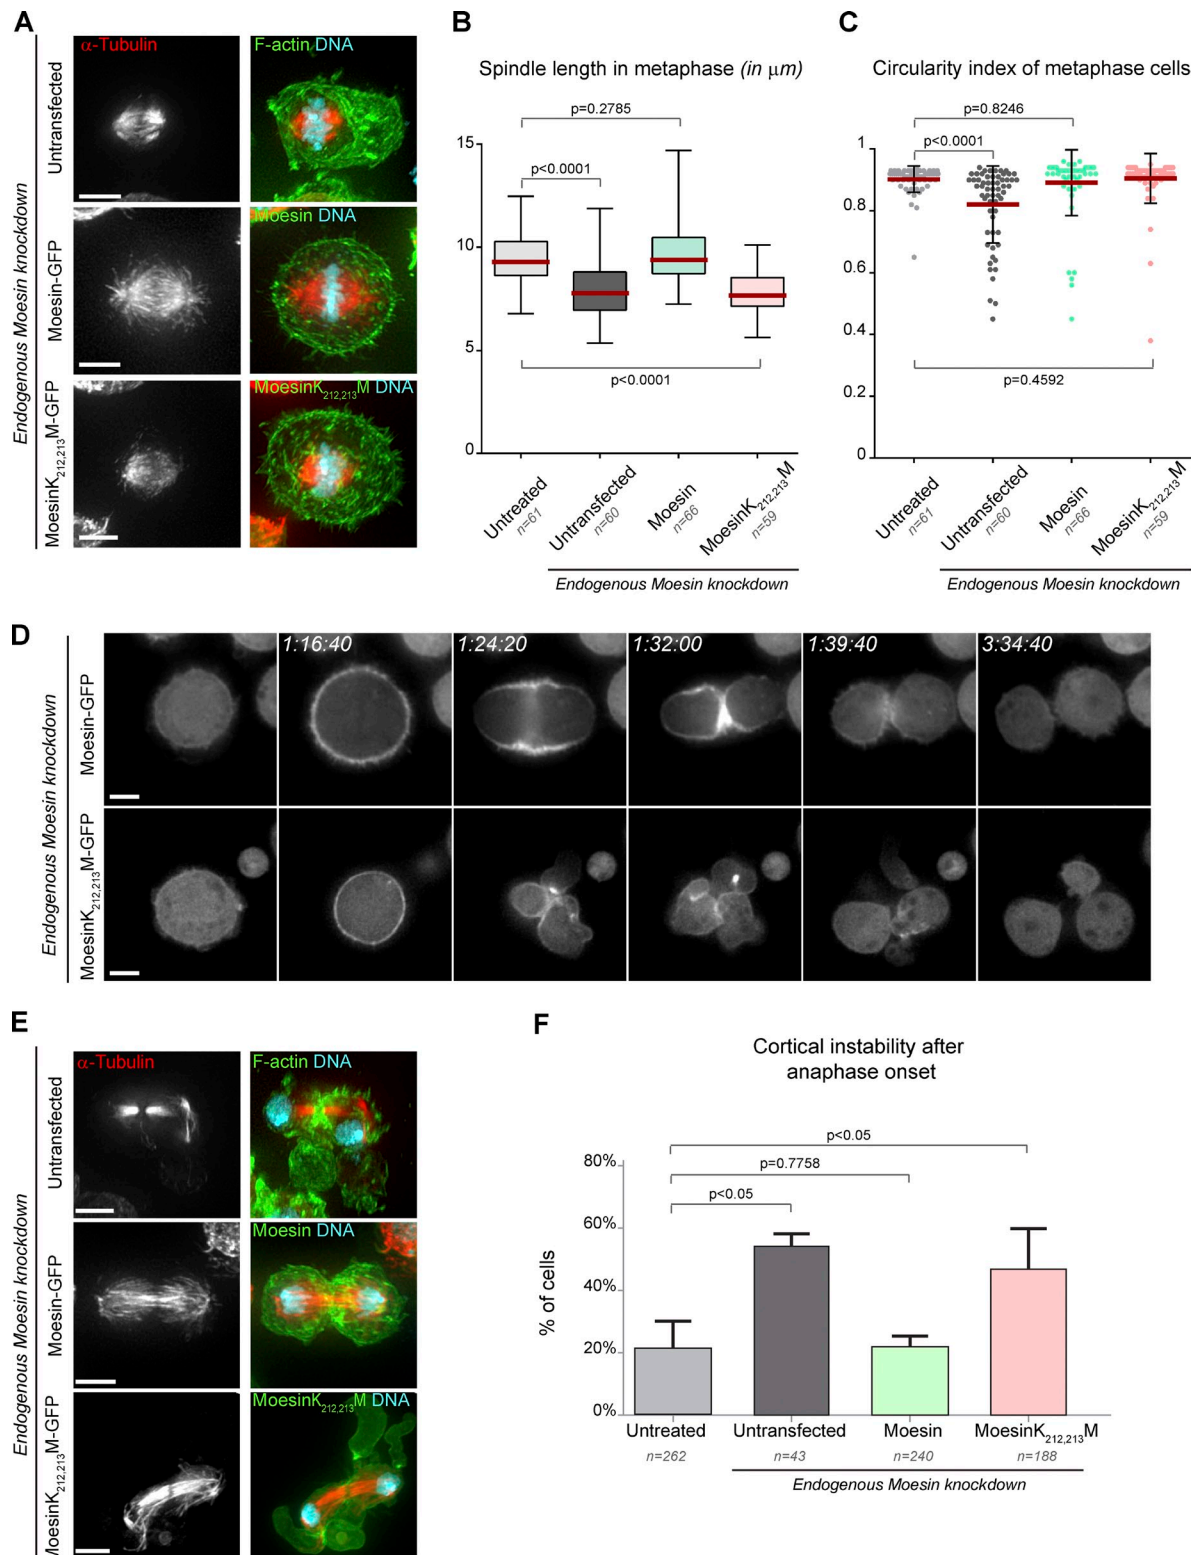 A
Endogenous Moesin knockdown
Untransfected
α-Tubulin
F-actin DNA
Moesin-GFP
Moesin DNA
MoesinK212,213M-GFP
MoesinK212,213M DNA
B
Spindle length in metaphase (in μm)
p=0.2785
p<0.0001
15
10
5
0
p<0.0001
Untreated
n=61
Untransfected
n=60
Moesin
n=66
MoesinK212,213M
n=59
Endogenous Moesin knockdown
C
Circularity index of metaphase cells
p=0.8246
p<0.0001
1
0.8
0.6
0.4
0.2
0
p=0.4592
Untreated
n=61
Untransfected
n=60
Moesin
n=66
MoesinK212,213M
n=59
Endogenous Moesin knockdown
D
Endogenous Moesin knockdown
Moesin-GFP
1:16:40
1:24:20
1:32:00
1:39:40
3:34:40
MoesinK212,213M-GFP
E
Endogenous Moesin knockdown
Untransfected
α-Tubulin
F-actin DNA
Moesin-GFP
Moesin DNA
MoesinK212,213M-GFP
MoesinK212,213M DNA
F
Cortical instability after
anaphase onset
p<0.05
p=0.7758
p<0.05
% of cells
80%
60%
40%
20%
0%
Untreated
n=262
Untransfected
n=43
Moesin
n=240
MoesinK212,213M
n=188
Endogenous Moesin knockdown